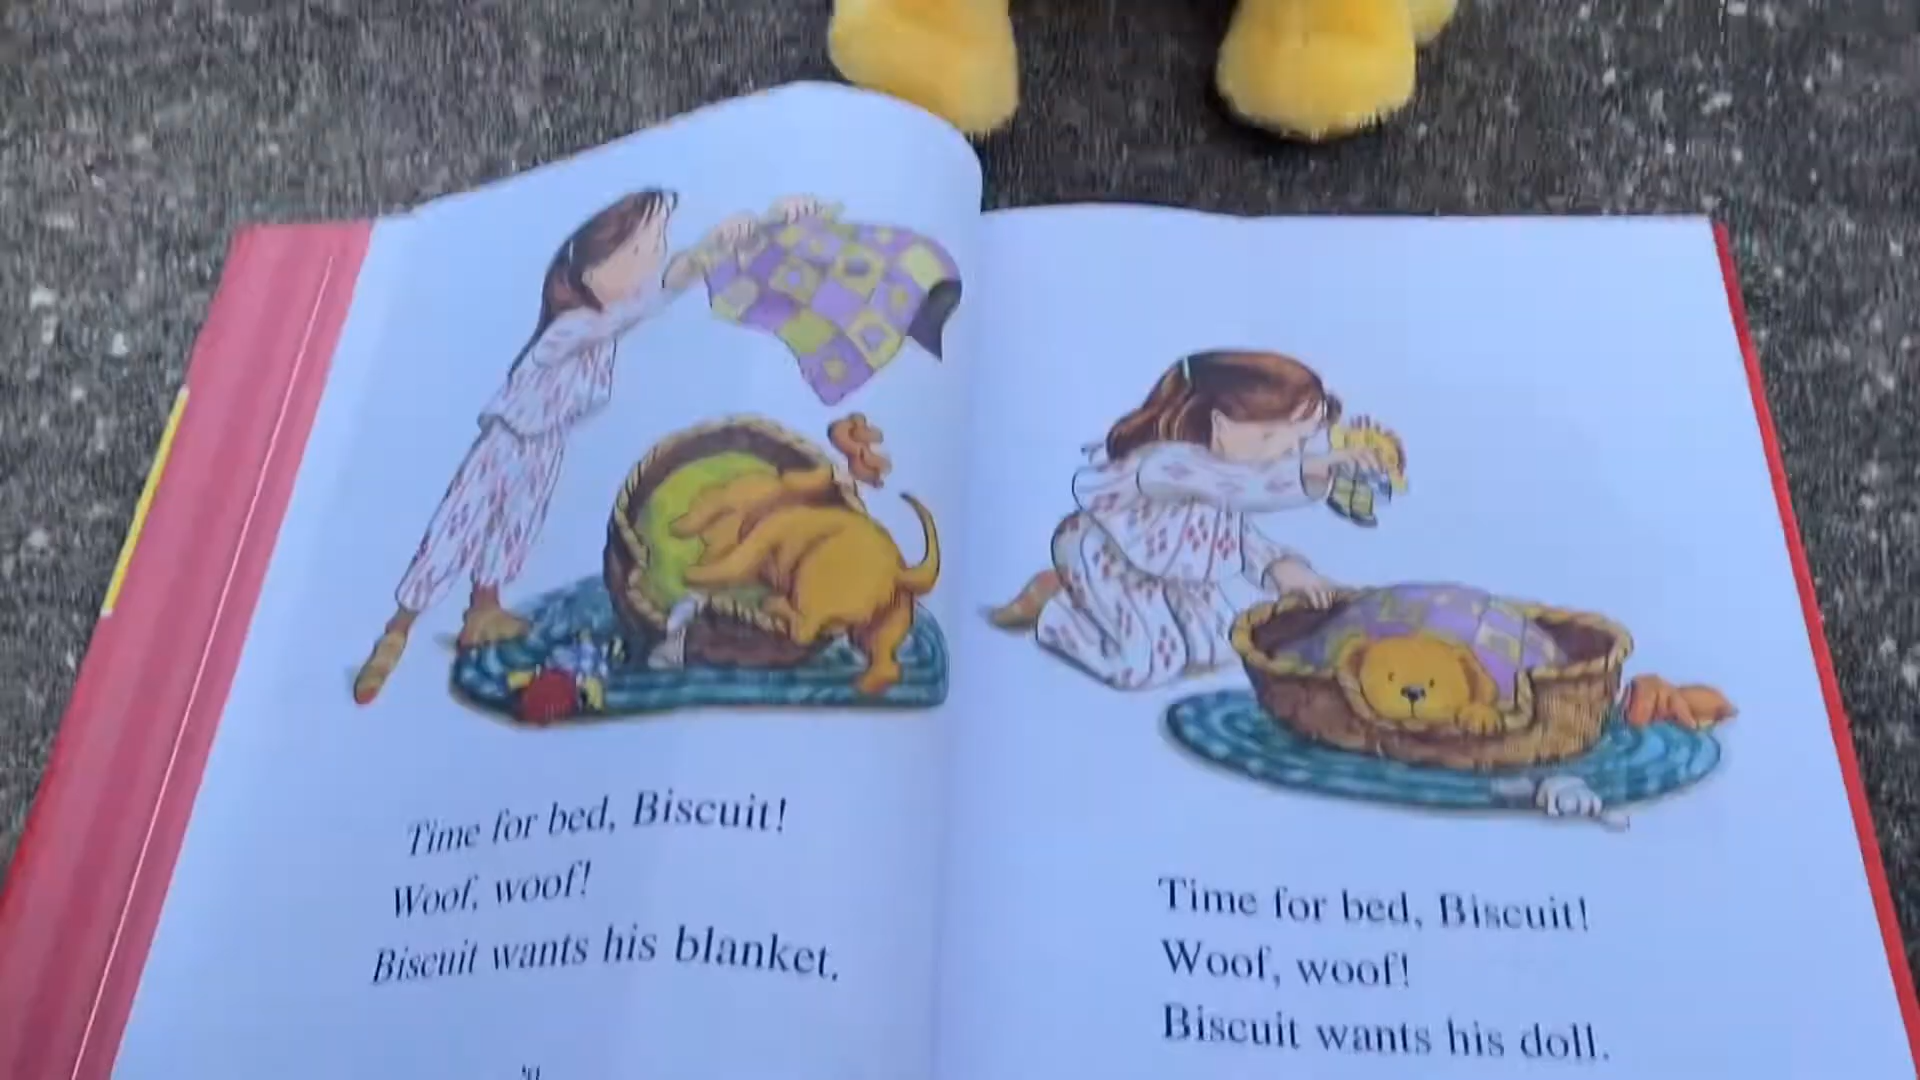 Time for bed, Biscuit!
Woof, woof!
Biscuit wants his blanket.
Time for bed, Biscuit!
Woof, woof!
Biscuit wants his doll.